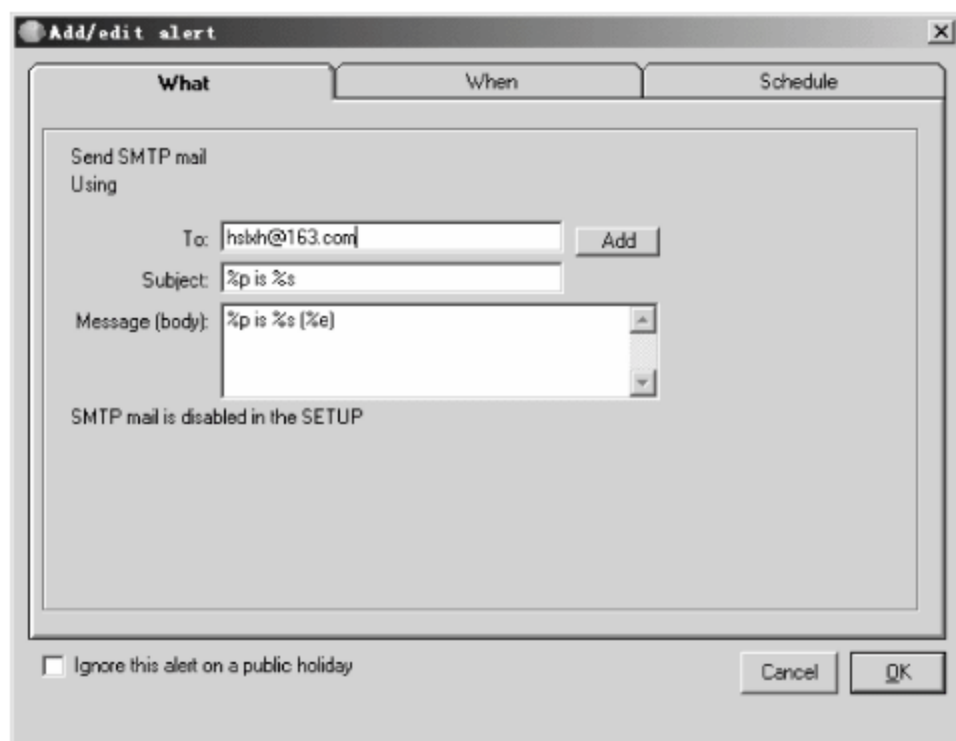 Add/edit alert
What When Schedule
Send SMTP mail
Using
To: hslxh@163.com Add
Subject: %p is %s
Message (body): %p is %s (%e)
SMTP mail is disabled in the SETUP
Ignore this alert on a public holiday
Cancel OK